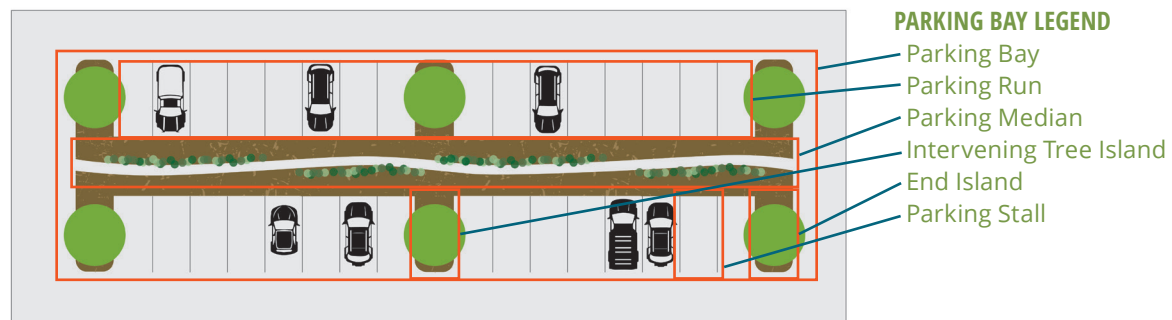 PARKING BAY LEGEND
Parking Bay
Parking Run
Parking Median
Intervening Tree Island
End Island
Parking Stall